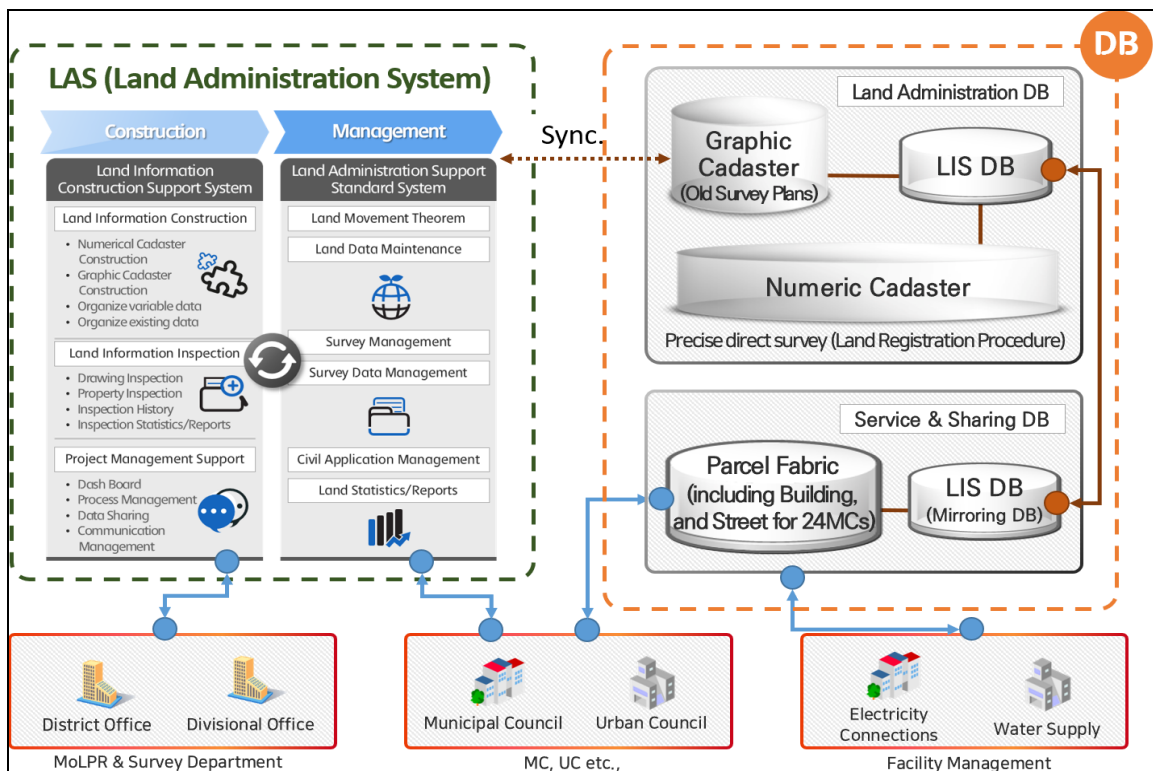 LAS (Land Administration System)
Construction
Management
Land Information
Construction Support System
Land Information Construction
• Numerical Cadaster
Construction
• Graphic Cadaster
Construction
• Organize variable data
• Organize existing data
Land Information Inspection
• Drawing Inspection
• Property Inspection
• Inspection History
• Inspection Statistics/Reports
Project Management Support
• Dash Board
• Process Management
• Data Sharing
• Communication
Management
Land Administration Support
Standard System
Land Movement Theorem
Land Data Maintenance
Survey Management
Survey Data Management
Civil Application Management
Land Statistics/Reports
Sync.
DB
Land Administration DB
Graphic
Cadaster
(Old Survey Plans)
LIS DB
Numeric Cadaster
Precise direct survey (Land Registration Procedure)
Service & Sharing DB
Parcel Fabric
(including Building,
and Street for 24MCs)
LIS DB
(Mirroring DB)
District Office
Divisional Office
MoLPR & Survey Department
Municipal Council
Urban Council
MC, UC etc.,
Electricity
Connections
Water Supply
Facility Management